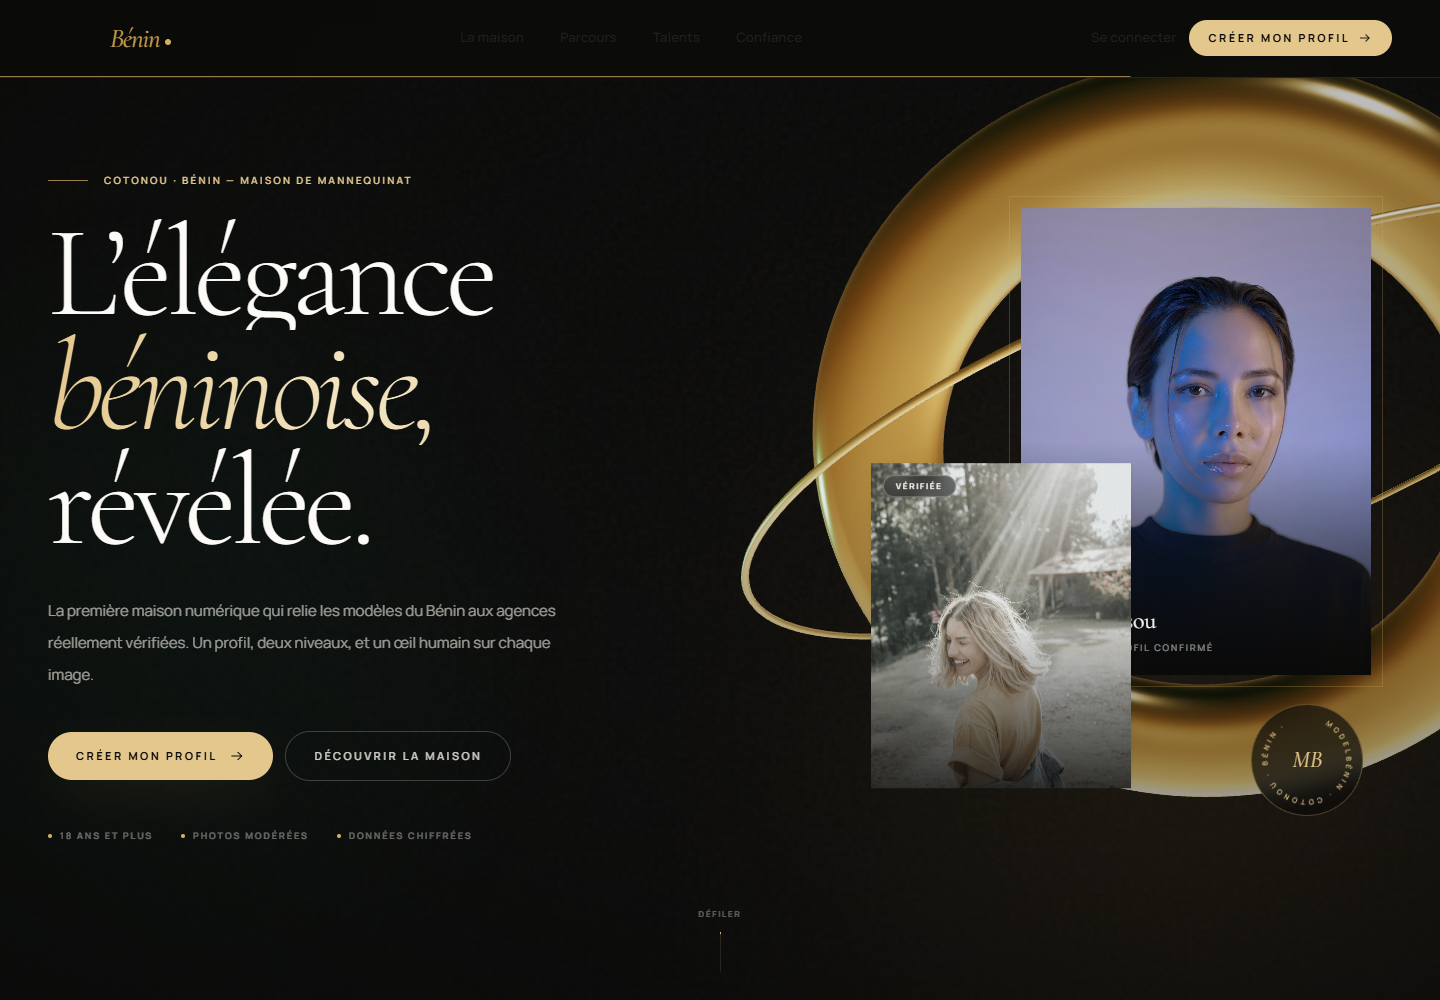 Bénin
La maison Parcours Talents Confiance Se connecter CRÉER MON PROFIL →
COTONOU · BÉNIN — MAISON DE MANNEQUINAT
L’élégance
béninoise,
révélée.
La première maison numérique qui relie les modèles du Bénin aux agences
réellement vérifiées. Un profil, deux niveaux, et un œil humain sur chaque
image.
CRÉER MON PROFIL → DÉCOUVRIR LA MAISON
18 ANS ET PLUS PHOTOS MODÉRÉES DONNÉES CHIFFRÉES
VÉRIFIÉE
sou
FIL CONFIRMÉ
MODELBÉNIN · COTONOU · BÉNIN ·
MB
DÉFILER